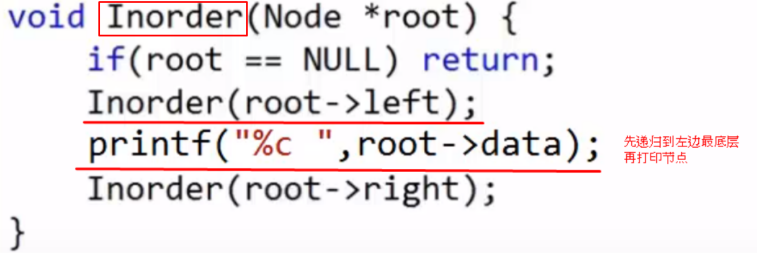 void Inorder(Node *root) {
if(root == NULL) return;
Inorder(root->left);
printf("%c ",root->data);
先递归到左边最底层
再打印节点
Inorder(root->right);
}